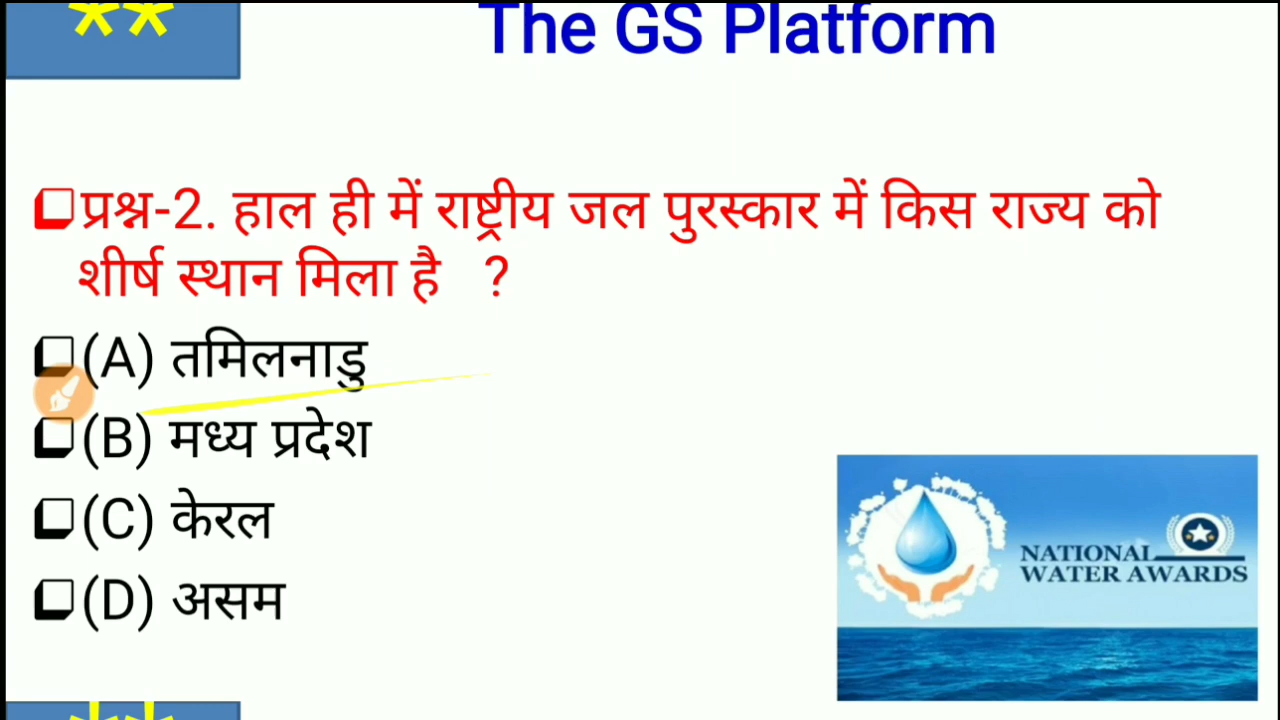 **
The GS Platform
प्रश्न-2. हाल ही में राष्ट्रीय जल पुरस्कार में किस राज्य को
शीर्ष स्थान मिला है ?
(A) तमिलनाडु
(B) मध्य प्रदेश
(C) केरल
(D) असम
NATIONAL
WATER AWARDS
**